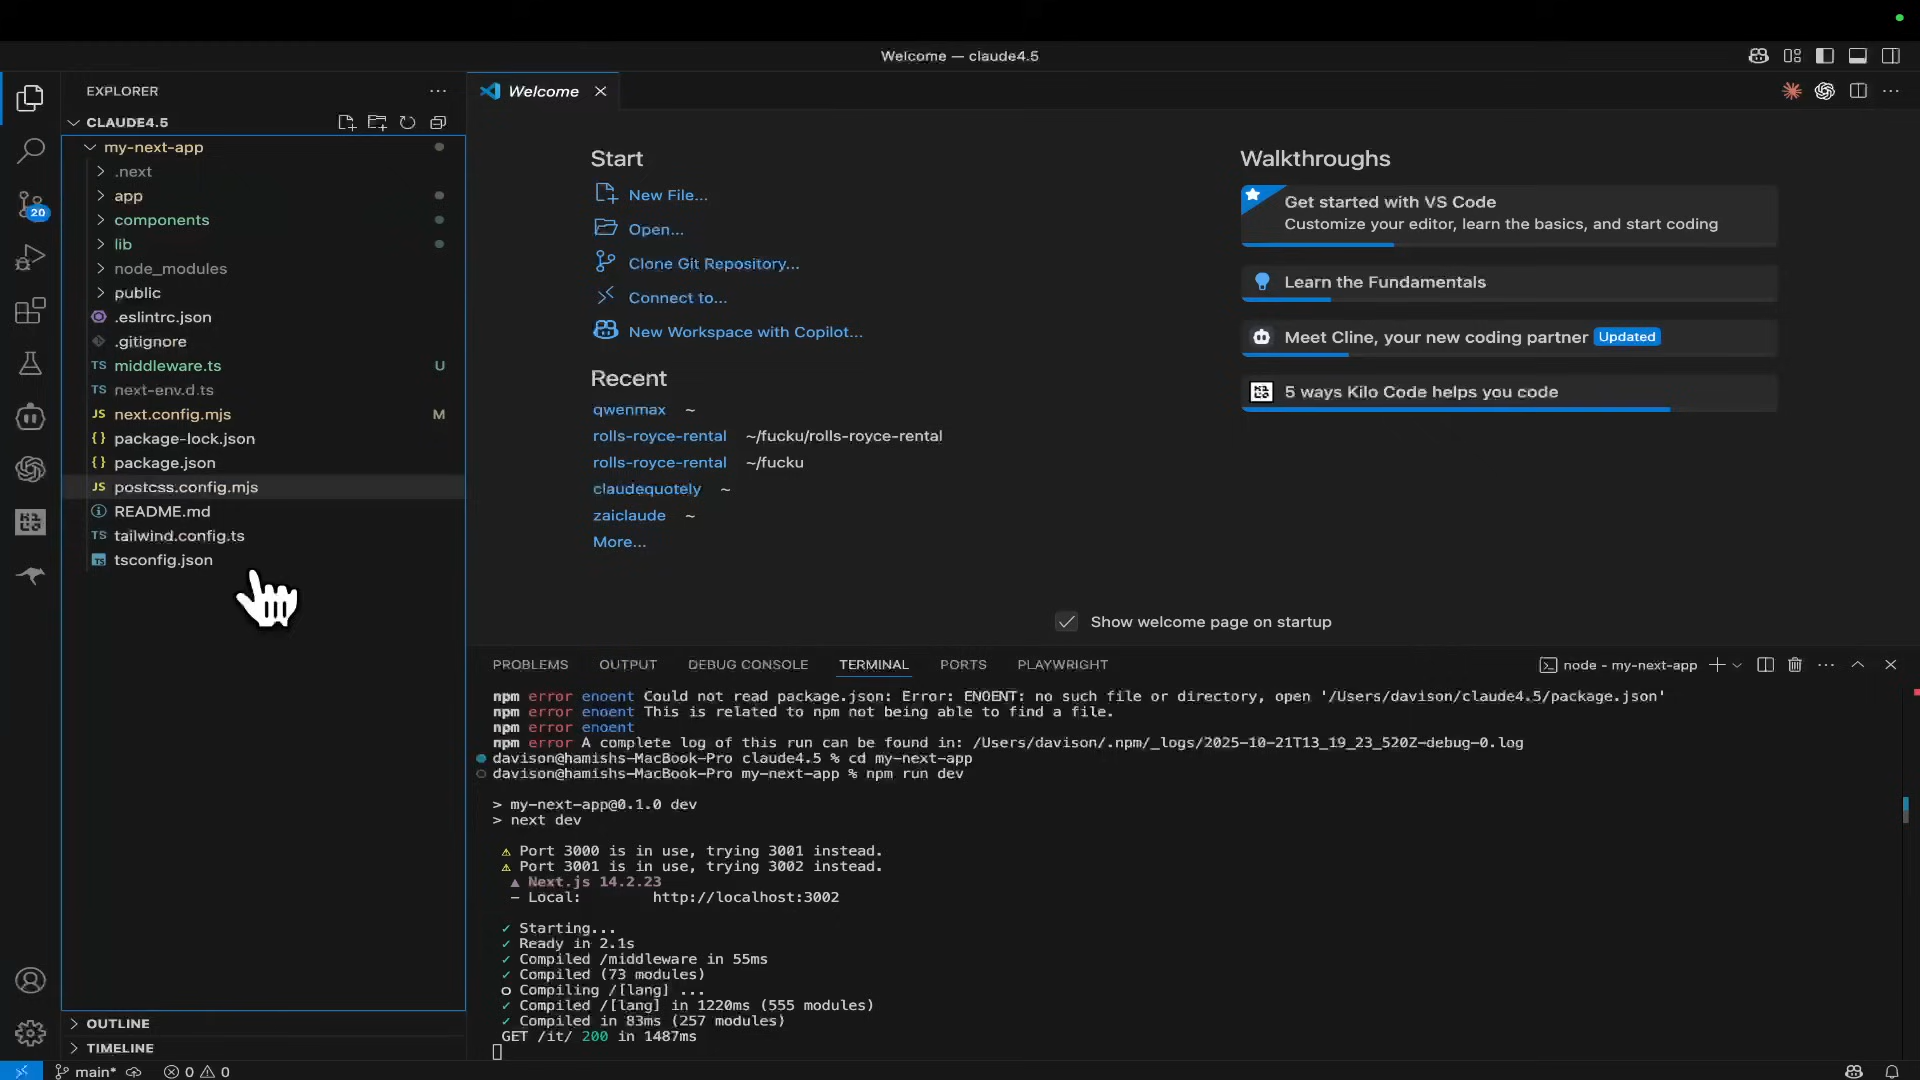 Welcome — claude4.5
EXPLORER
Welcome
CLAUDE4.5
my-next-app
.next
app
components
lib
node_modules
public
.eslintrc.json
.gitignore
TS middleware.ts U
TS next-env.d.ts
JS next.config.mjs M
{} package-lock.json
{} package.json
JS postcss.config.mjs
README.md
TS tailwind.config.ts
TS tsconfig.json
20
OUTLINE
TIMELINE
Start
New File...
Open...
Clone Git Repository...
Connect to...
New Workspace with Copilot...
Recent
qwenmax ~
rolls-royce-rental ~/fucku/rolls-royce-rental
rolls-royce-rental ~/fucku
claudequotely ~
zaiclaude ~
More...
Walkthroughs
Get started with VS Code
Customize your editor, learn the basics, and start coding
Learn the Fundamentals
Meet Cline, your new coding partner Updated
5 ways Kilo Code helps you code
Show welcome page on startup
PROBLEMS OUTPUT DEBUG CONSOLE TERMINAL PORTS PLAYWRIGHT node - my-next-app
npm error enoent Could not read package.json: Error: ENOENT: no such file or directory, open '/Users/davison/claude4.5/package.json'
npm error enoent This is related to npm not being able to find a file.
npm error enoent
npm error A complete log of this run can be found in: /Users/davison/.npm/_logs/2025-10-21T13_19_23_520Z-debug-0.log
davison@hamishs-MacBook-Pro claude4.5 % cd my-next-app
davison@hamishs-MacBook-Pro my-next-app % npm run dev
> my-next-app@0.1.0 dev
> next dev
⚠ Port 3000 is in use, trying 3001 instead.
⚠ Port 3001 is in use, trying 3002 instead.
▲ Next.js 14.2.23
- Local: http://localhost:3002
✓ Starting...
✓ Ready in 2.1s
✓ Compiled /middleware in 55ms
✓ Compiled (73 modules)
○ Compiling /[lang] ...
✓ Compiled /[lang] in 1220ms (555 modules)
✓ Compiled in 83ms (257 modules)
GET /it/ 200 in 1487ms
main* 0 0